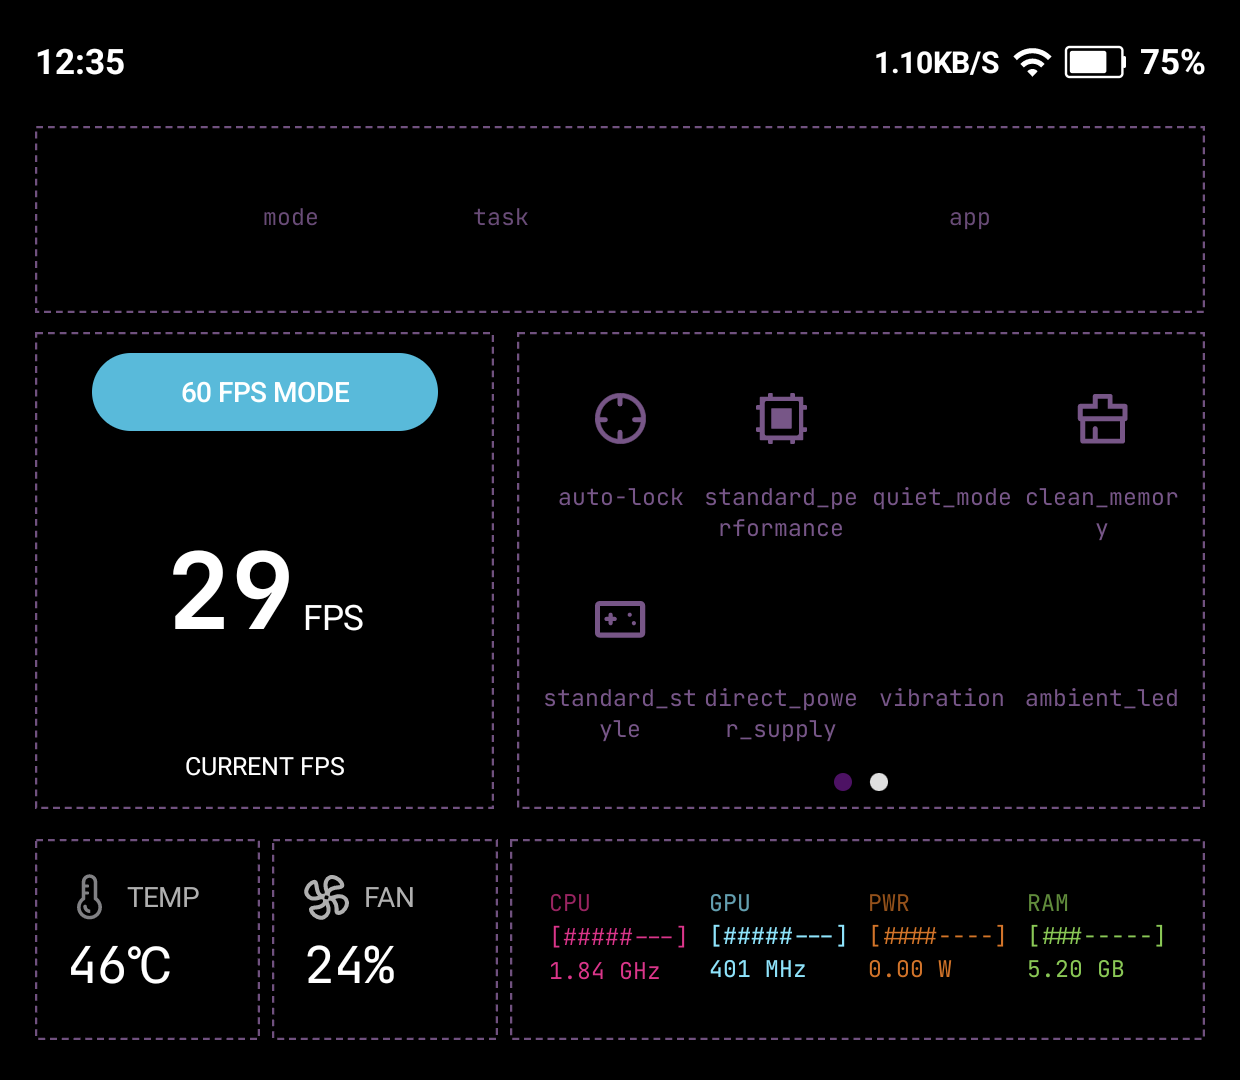 12:35 1.10KB/S 75%
mode task app
60 FPS MODE
29 FPS
CURRENT FPS
auto-lock standard_pe quiet_mode clean_memor
rformance y
standard_st direct_powe vibration ambient_led
yle r_supply
TEMP
46℃
FAN
24%
CPU GPU PWR RAM
[#####---] [#####---] [####----] [###-----]
1.84 GHz 401 MHz 0.00 W 5.20 GB